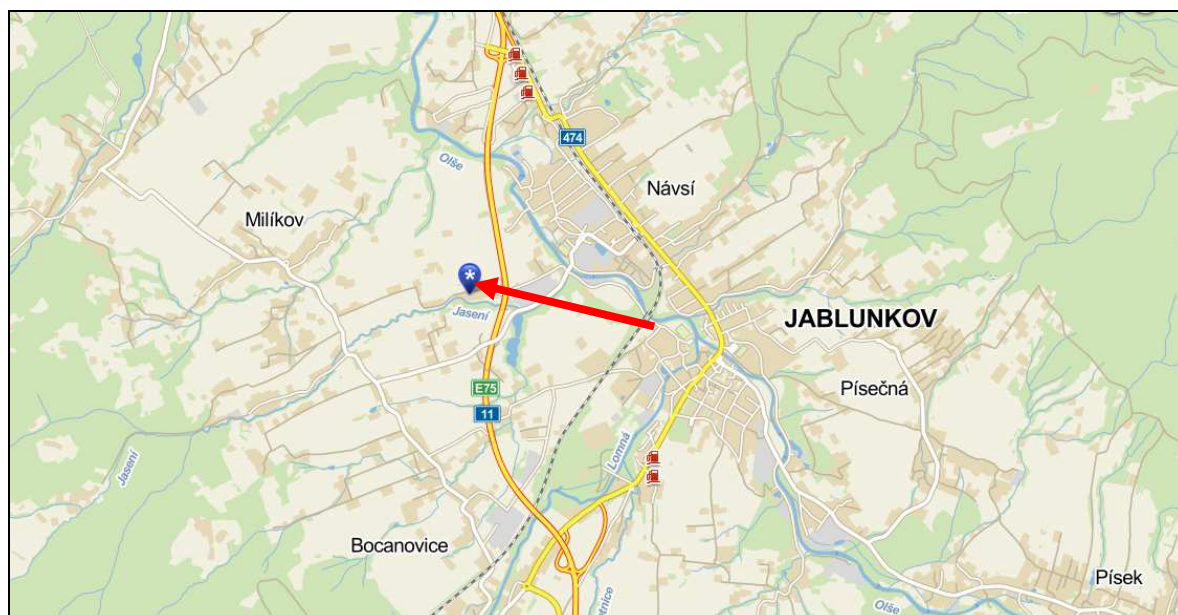 474
Olše
Návsí
Milíkov
*
Jasení
JABLUNKOV
E75
Písečná
11
Lomná
Jasení
Bocanovice
Písek
Olše